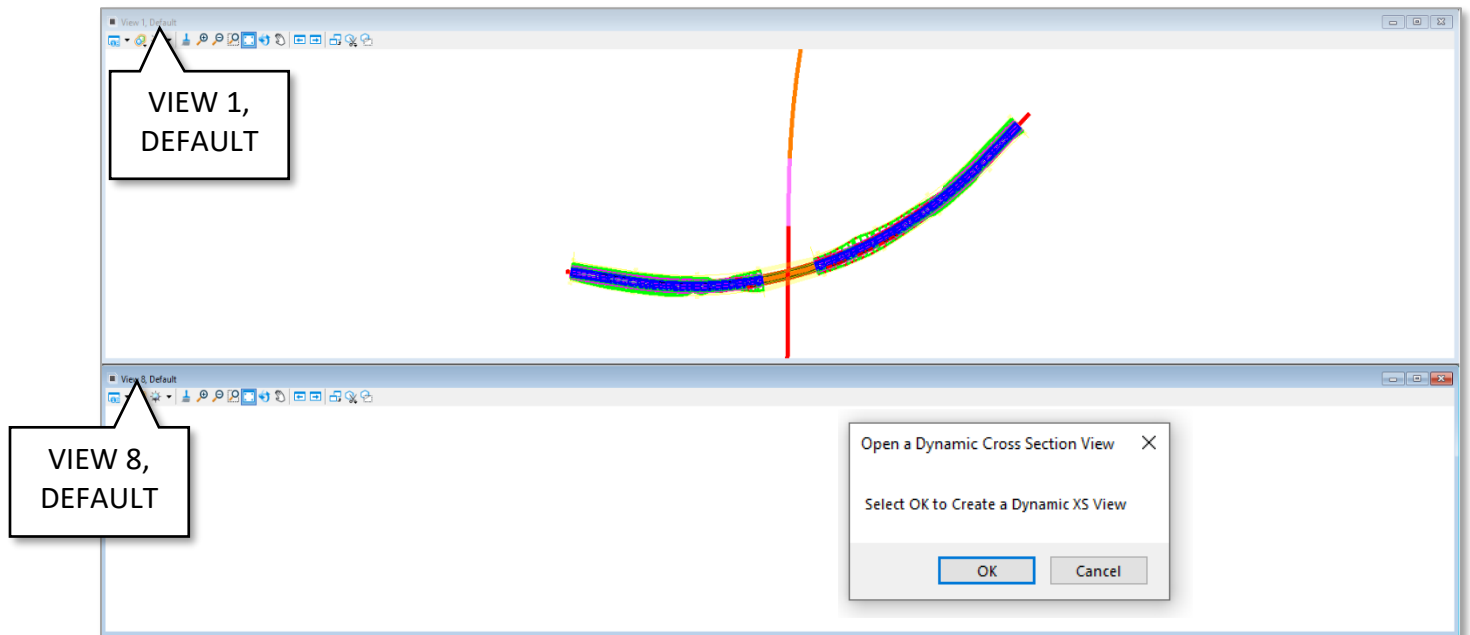 View 1, Default
VIEW 1,
DEFAULT
View 8, Default
VIEW 8,
DEFAULT
Open a Dynamic Cross Section View
Select OK to Create a Dynamic XS View
OK
Cancel